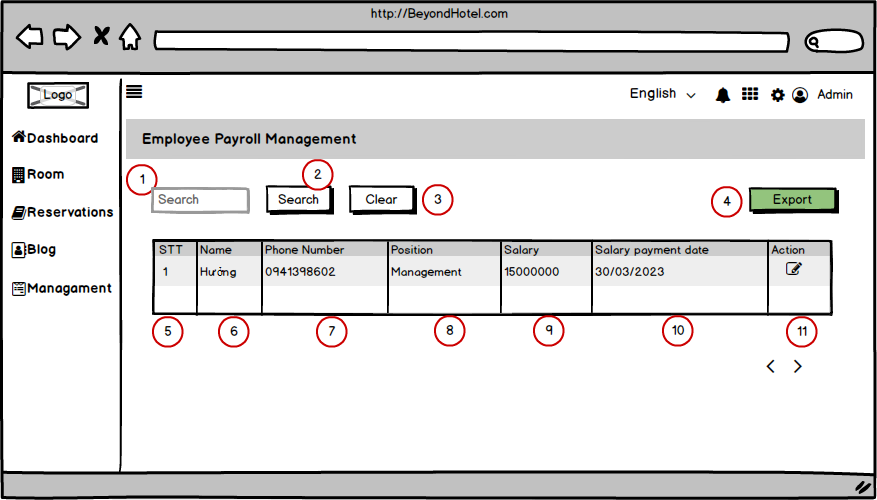 http://BeyondHotel.com
Logo
English
Admin
Dashboard
Room
Reservations
Blog
Managament
Employee Payroll Management
1
2
3
4
Search
Search
Clear
Export
STT Name Phone Number Position Salary Salary payment date Action
1 Hưởng 0941398602 Management 15000000 30/03/2023
5 6 7 8 9 10 11